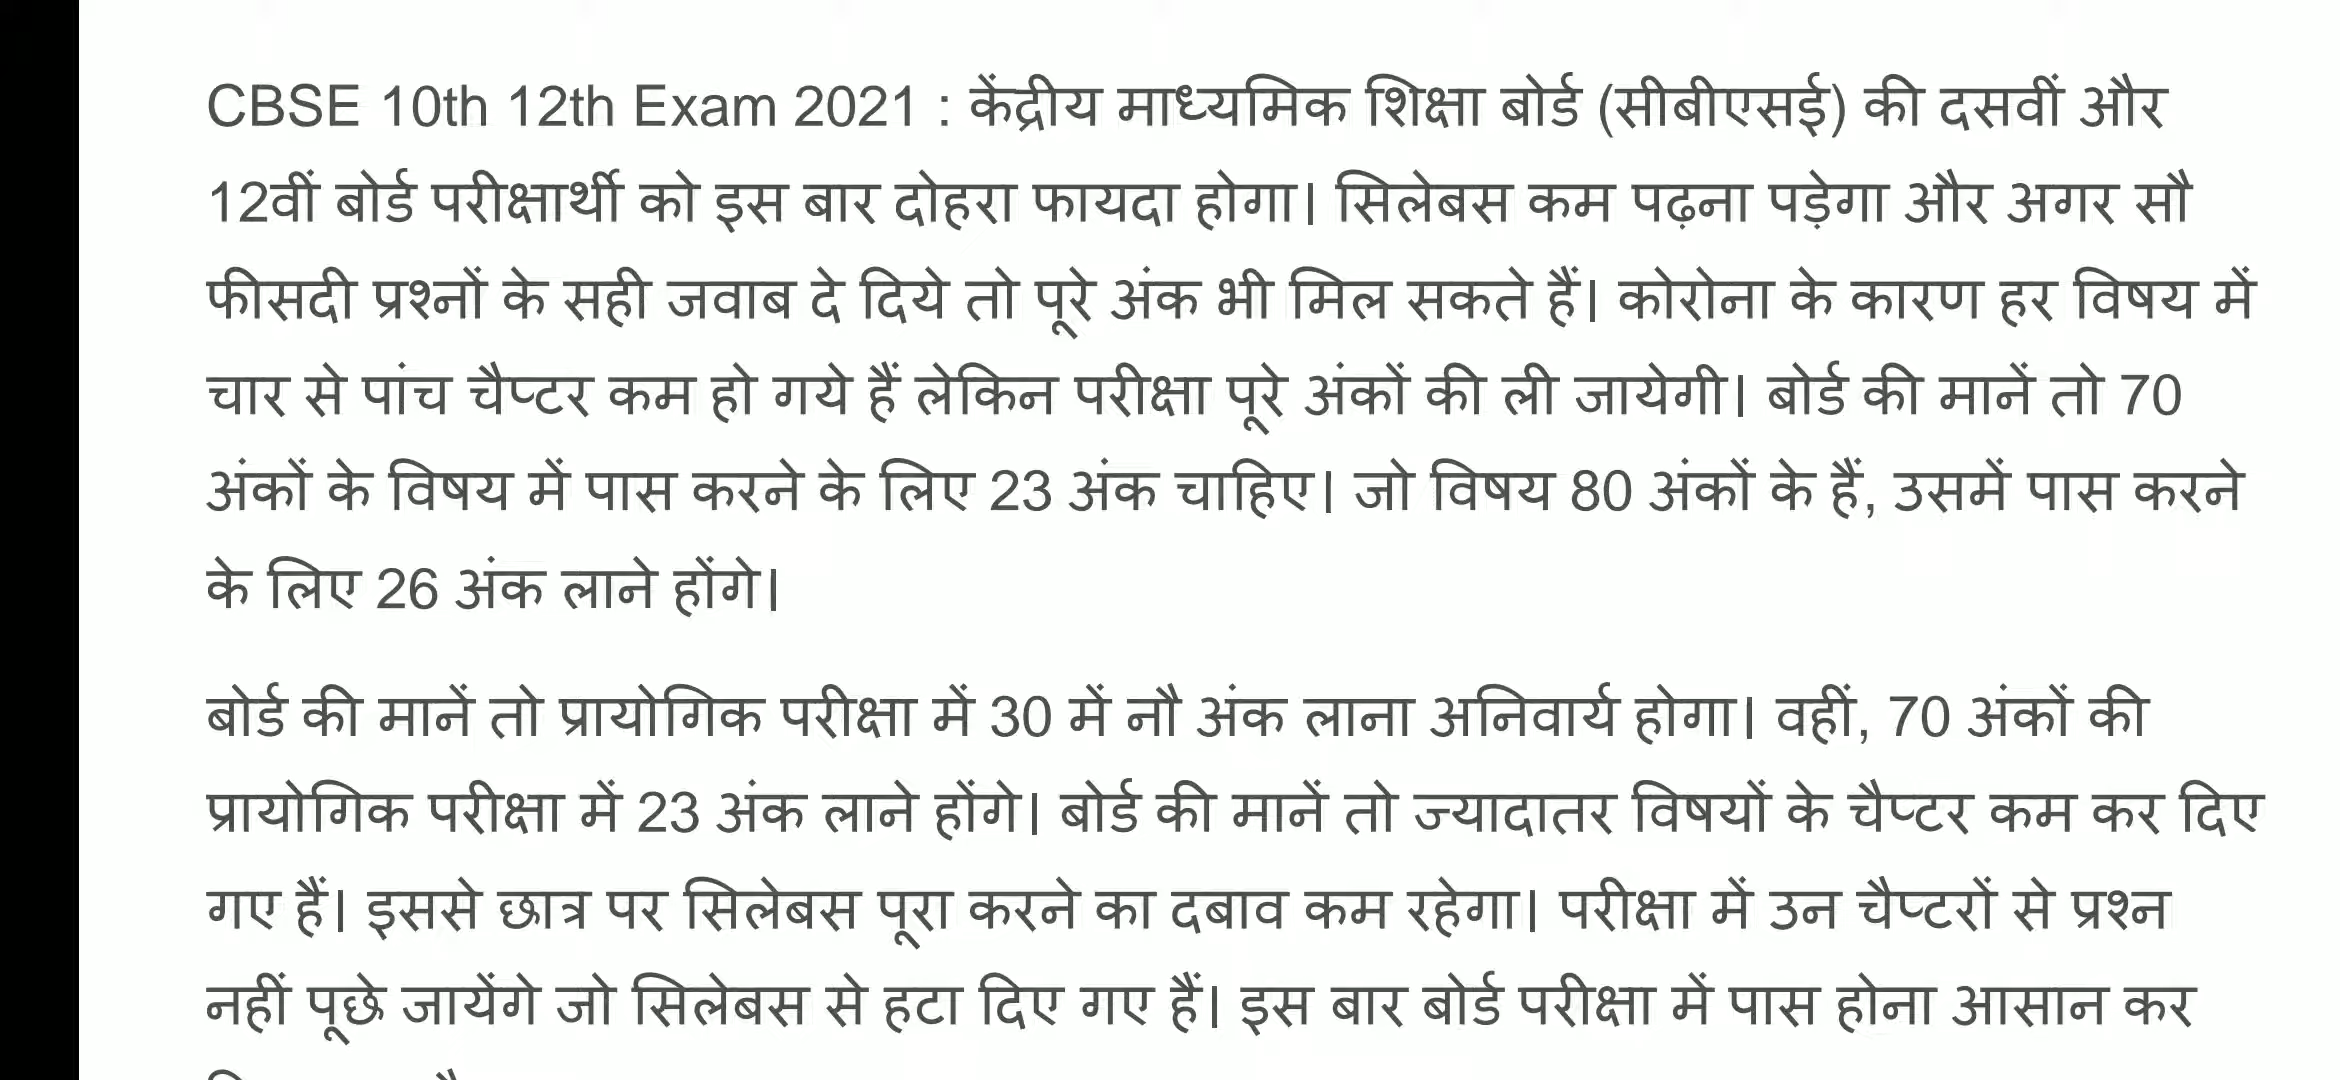 CBSE 10th 12th Exam 2021 : केंद्रीय माध्यमिक शिक्षा बोर्ड (सीबीएसई) की दसवीं और
12वीं बोर्ड परीक्षार्थी को इस बार दोहरा फायदा होगा। सिलेबस कम पढ़ना पड़ेगा और अगर सौ
फीसदी प्रश्नों के सही जवाब दे दिये तो पूरे अंक भी मिल सकते हैं। कोरोना के कारण हर विषय में
चार से पांच चैप्टर कम हो गये हैं लेकिन परीक्षा पूरे अंकों की ली जायेगी। बोर्ड की मानें तो 70
अंकों के विषय में पास करने के लिए 23 अंक चाहिए। जो विषय 80 अंकों के हैं, उसमें पास करने
के लिए 26 अंक लाने होंगे।
बोर्ड की मानें तो प्रायोगिक परीक्षा में 30 में नौ अंक लाना अनिवार्य होगा। वहीं, 70 अंकों की
प्रायोगिक परीक्षा में 23 अंक लाने होंगे। बोर्ड की मानें तो ज्यादातर विषयों के चैप्टर कम कर दिए
गए हैं। इससे छात्र पर सिलेबस पूरा करने का दबाव कम रहेगा। परीक्षा में उन चैप्टरों से प्रश्न
नहीं पूछे जायेंगे जो सिलेबस से हटा दिए गए हैं। इस बार बोर्ड परीक्षा में पास होना आसान कर